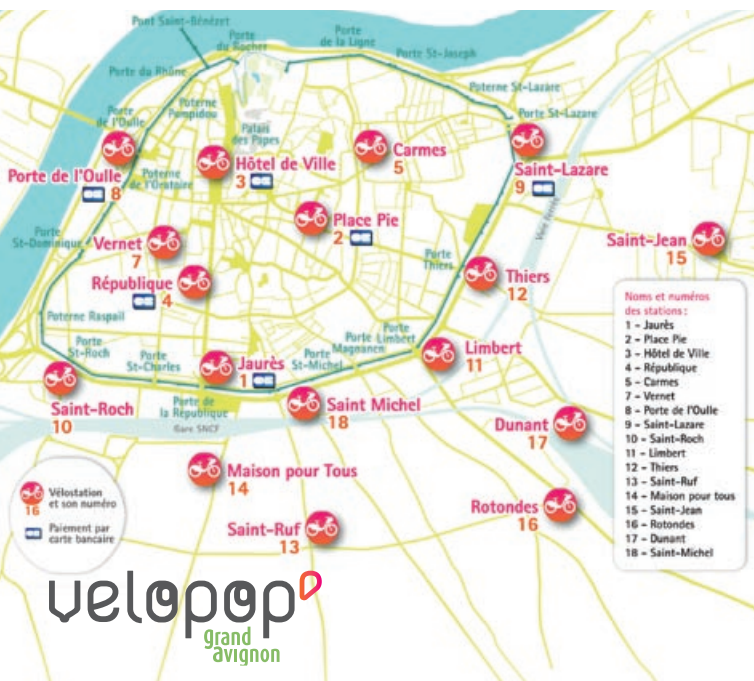 Pont Saint-Bénézet
Porte
du Rocher
Porte
de la Ligne
Porte St-Joseph
Porte du Rhône
Poterne St-Lazare
Poterne
Pompidou
Porte
de l'Oulle
Porte St-Lazare
Palais
des Papes
Carmes
5
Hôtel de Ville
3
Porte de l'Oulle
8
Poterne
de l'Oratoire
Saint-Lazare
9
Place Pie
2
Porte
St-Dominique
Vernet
7
Saint-Jean
15
Porte
Thiers
Thiers
12
République
4
Poterne Raspail
Porte
Limbert
Porte
Magnanen
Limbert
11
Porte
St-Roch
Porte
St-Charles
Jaurès
1
Porte
St-Michel
Saint-Roch
10
Porte de
la République
Gare SNCF
Saint Michel
18
Dunant
17
Maison pour Tous
14
Rotondes
16
Saint-Ruf
13
Noms et numéros
des stations :
1 - Jaurès
2 - Place Pie
3 - Hôtel de Ville
4 - République
5 - Carmes
7 - Vernet
8 - Porte de l'Oulle
9 - Saint-Lazare
10 - Saint-Roch
11 - Limbert
12 - Thiers
13 - Saint-Ruf
14 - Maison pour tous
15 - Saint-Jean
16 - Rotondes
17 - Dunant
18 - Saint-Michel
16
Vélostation
et son numéro
Paiement par
carte bancaire
velopop
grand
avignon